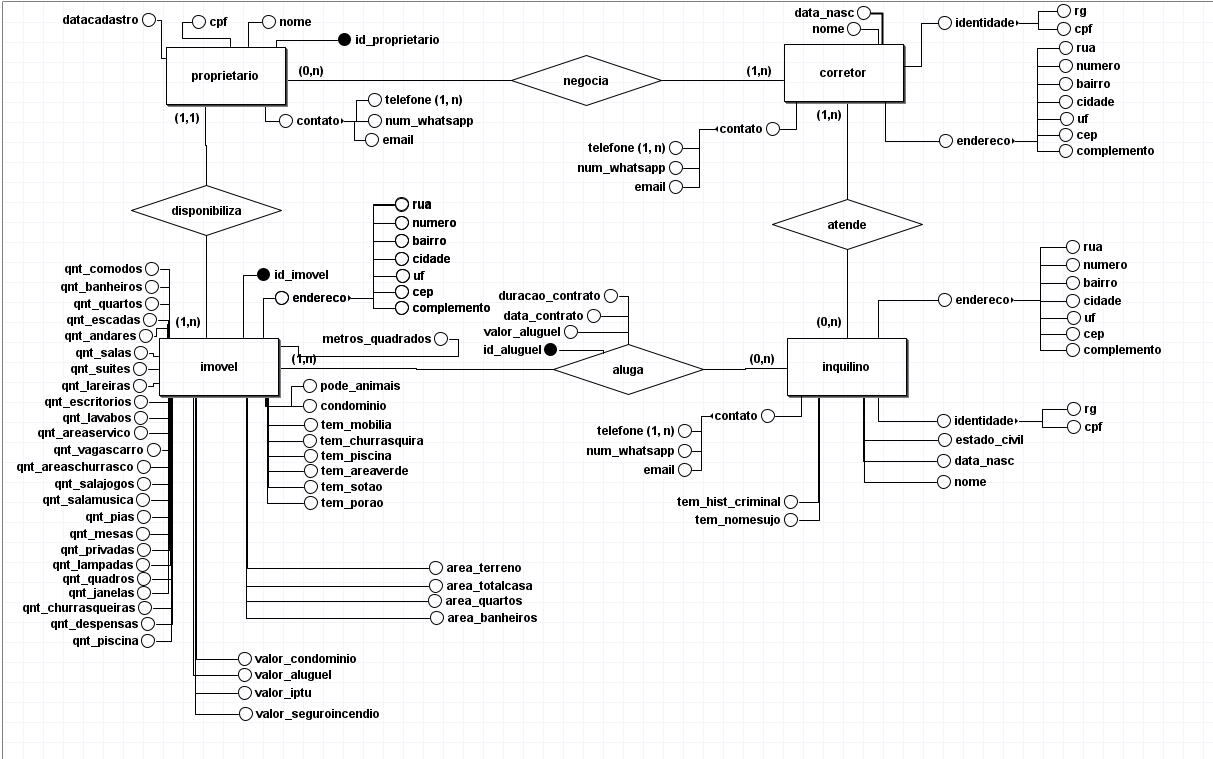 datacadastro
cpf
nome
id_proprietario
proprietario
(0,n)
negocia
(1,n)
data_nasc
nome
corretor
identidade
rg
cpf
rua
numero
bairro
cidade
uf
cep
complemento
endereco
(1,1)
contato
telefone (1, n)
num_whatsapp
email
contato
telefone (1, n)
num_whatsapp
email
(1,n)
disponibiliza
atende
rua
numero
bairro
cidade
uf
cep
complemento
id_imovel
endereco
(1,n)
metros_quadrados
(1,n)
imovel
qnt_comodos
qnt_banheiros
qnt_quartos
qnt_escadas
qnt_andares
qnt_salas
qnt_suites
qnt_lareiras
qnt_escritorios
qnt_lavabos
qnt_areaservico
qnt_vagascarro
qnt_areaschurrasco
qnt_salajogos
qnt_salamusica
qnt_pias
qnt_mesas
qnt_privadas
qnt_lampadas
qnt_quadros
qnt_janelas
qnt_churrasqueiras
qnt_despensas
qnt_piscina
duracao_contrato
data_contrato
valor_aluguel
id_aluguel
aluga
(0,n)
(0,n)
inquilino
endereco
rua
numero
bairro
cidade
uf
cep
complemento
pode_animais
condominio
tem_mobilia
tem_churrasquira
tem_piscina
tem_areaverde
tem_sotao
tem_porao
contato
telefone (1, n)
num_whatsapp
email
tem_hist_criminal
tem_nomesujo
identidade
rg
cpf
estado_civil
data_nasc
nome
area_terreno
area_totalcasa
area_quartos
area_banheiros
valor_condominio
valor_aluguel
valor_iptu
valor_seguroincendio